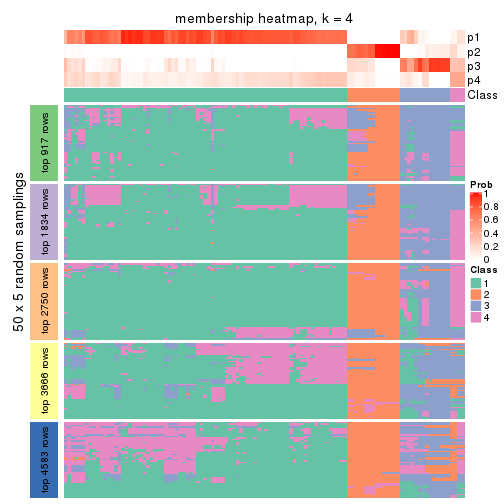 membership heatmap, k = 4
p1
p2
p3
p4
Class
50 x 5 random samplings
top 917 rows
top 1834 rows
top 2750 rows
top 3666 rows
top 4583 rows
Prob
1
0.8
0.6
0.4
0.2
0
Class
1
2
3
4